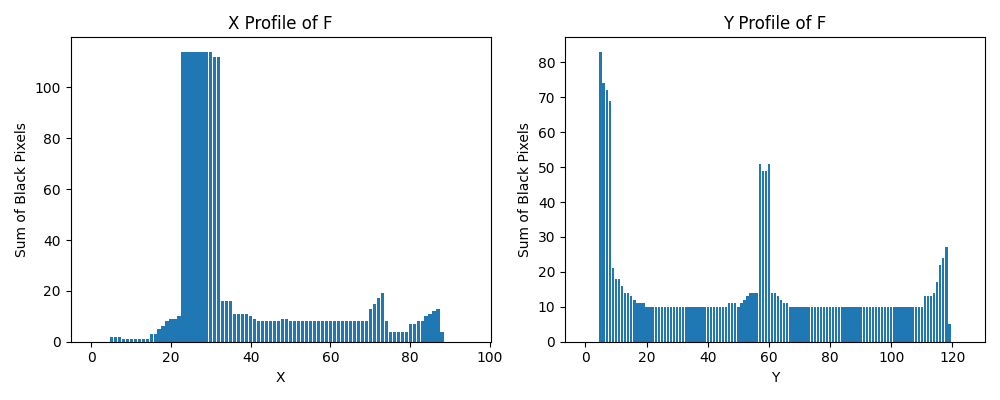 X Profile of F
Sum of Black Pixels
100
80
60
40
20
0
0 20 40 60 80 100
X
Y Profile of F
Sum of Black Pixels
80
70
60
50
40
30
20
10
0
0 20 40 60 80 100 120
Y